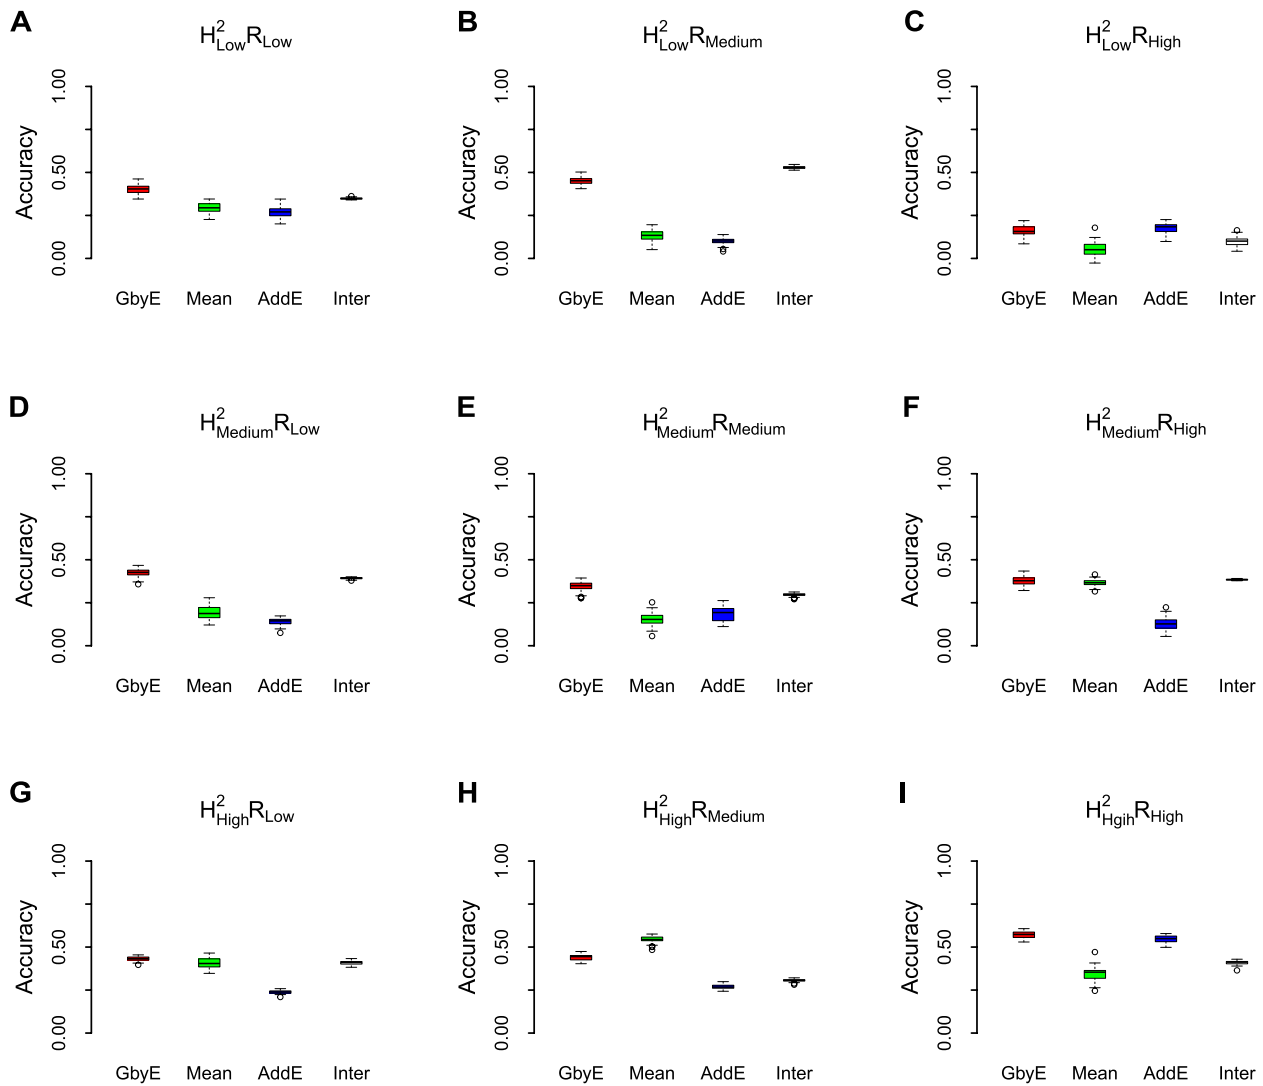 A
H²LowRLow
Accuracy
1.00
0.50
0.00
GbyE Mean AddE Inter
B
H²LowRMedium
Accuracy
1.00
0.50
0.00
GbyE Mean AddE Inter
C
H²LowRHigh
Accuracy
1.00
0.50
0.00
GbyE Mean AddE Inter
D
H²MediumRLow
Accuracy
1.00
0.50
0.00
GbyE Mean AddE Inter
E
H²MediumRMedium
Accuracy
1.00
0.50
0.00
GbyE Mean AddE Inter
F
H²MediumRHigh
Accuracy
1.00
0.50
0.00
GbyE Mean AddE Inter
G
H²HighRLow
Accuracy
1.00
0.50
0.00
GbyE Mean AddE Inter
H
H²HighRMedium
Accuracy
1.00
0.50
0.00
GbyE Mean AddE Inter
I
H²HgihRHigh
Accuracy
1.00
0.50
0.00
GbyE Mean AddE Inter